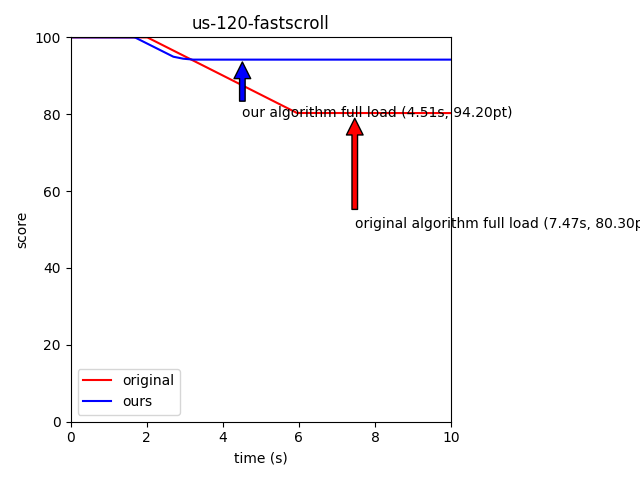 us-120-fastscroll
100
80
60
40
20
0
score
our algorithm full load (4.51s, 94.20pt)
original algorithm full load (7.47s, 80.30p
original
ours
0 2 4 6 8 10
time (s)